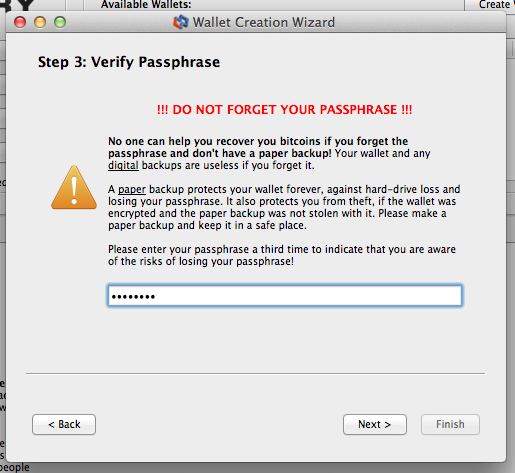 RY
Available Wallets:
Create
Wallet Creation Wizard
Step 3: Verify Passphrase
!!! DO NOT FORGET YOUR PASSPHRASE !!!
No one can help you recover you bitcoins if you forget the
passphrase and don't have a paper backup! Your wallet and any
digital backups are useless if you forget it.
A paper backup protects your wallet forever, against hard-drive loss and
losing your passphrase. It also protects you from theft, if the wallet was
encrypted and the paper backup was not stolen with it. Please make a
paper backup and keep it in a safe place.
Please enter your passphrase a third time to indicate that you are aware
of the risks of losing your passphrase!
••••••••
< Back
Next >
Finish
people